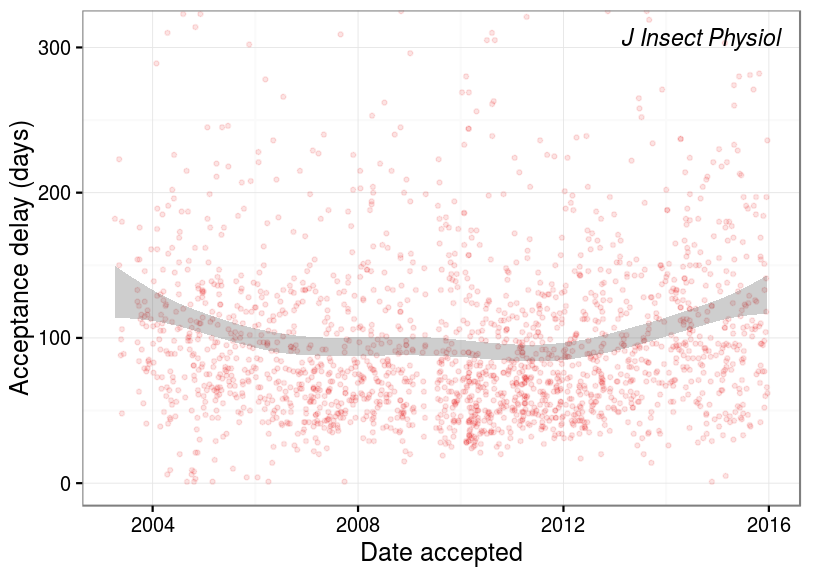 J Insect Physiol
300
200
100
0
Acceptance delay (days)
2004 2008 2012 2016
Date accepted